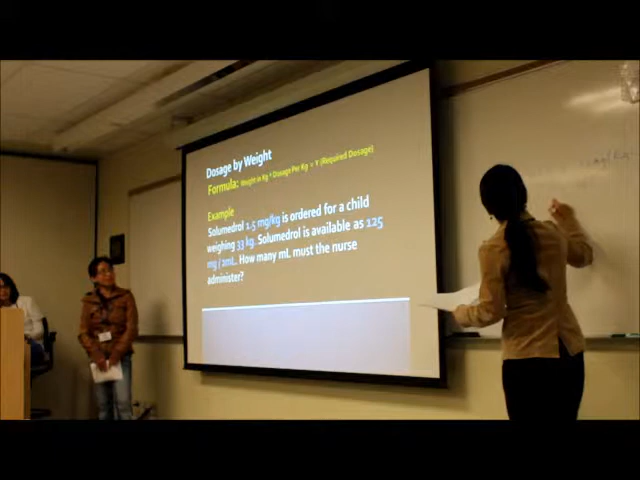 Dosage by Weight
Formula: Weight in Kg * Dosage Per Kg = Y (Required Dosage)
Example
Solumedrol 1.5 mg/kg is ordered for a child
weighing 33 kg. Solumedrol is available as 125
mg / 2mL. How many mL must the nurse
administer?